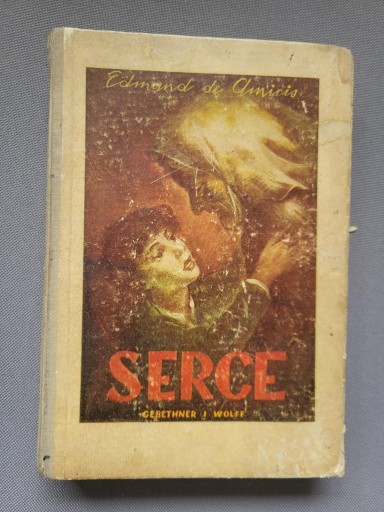 Edmund de Amicis
SERCE
GEBETHNER I WOLFF